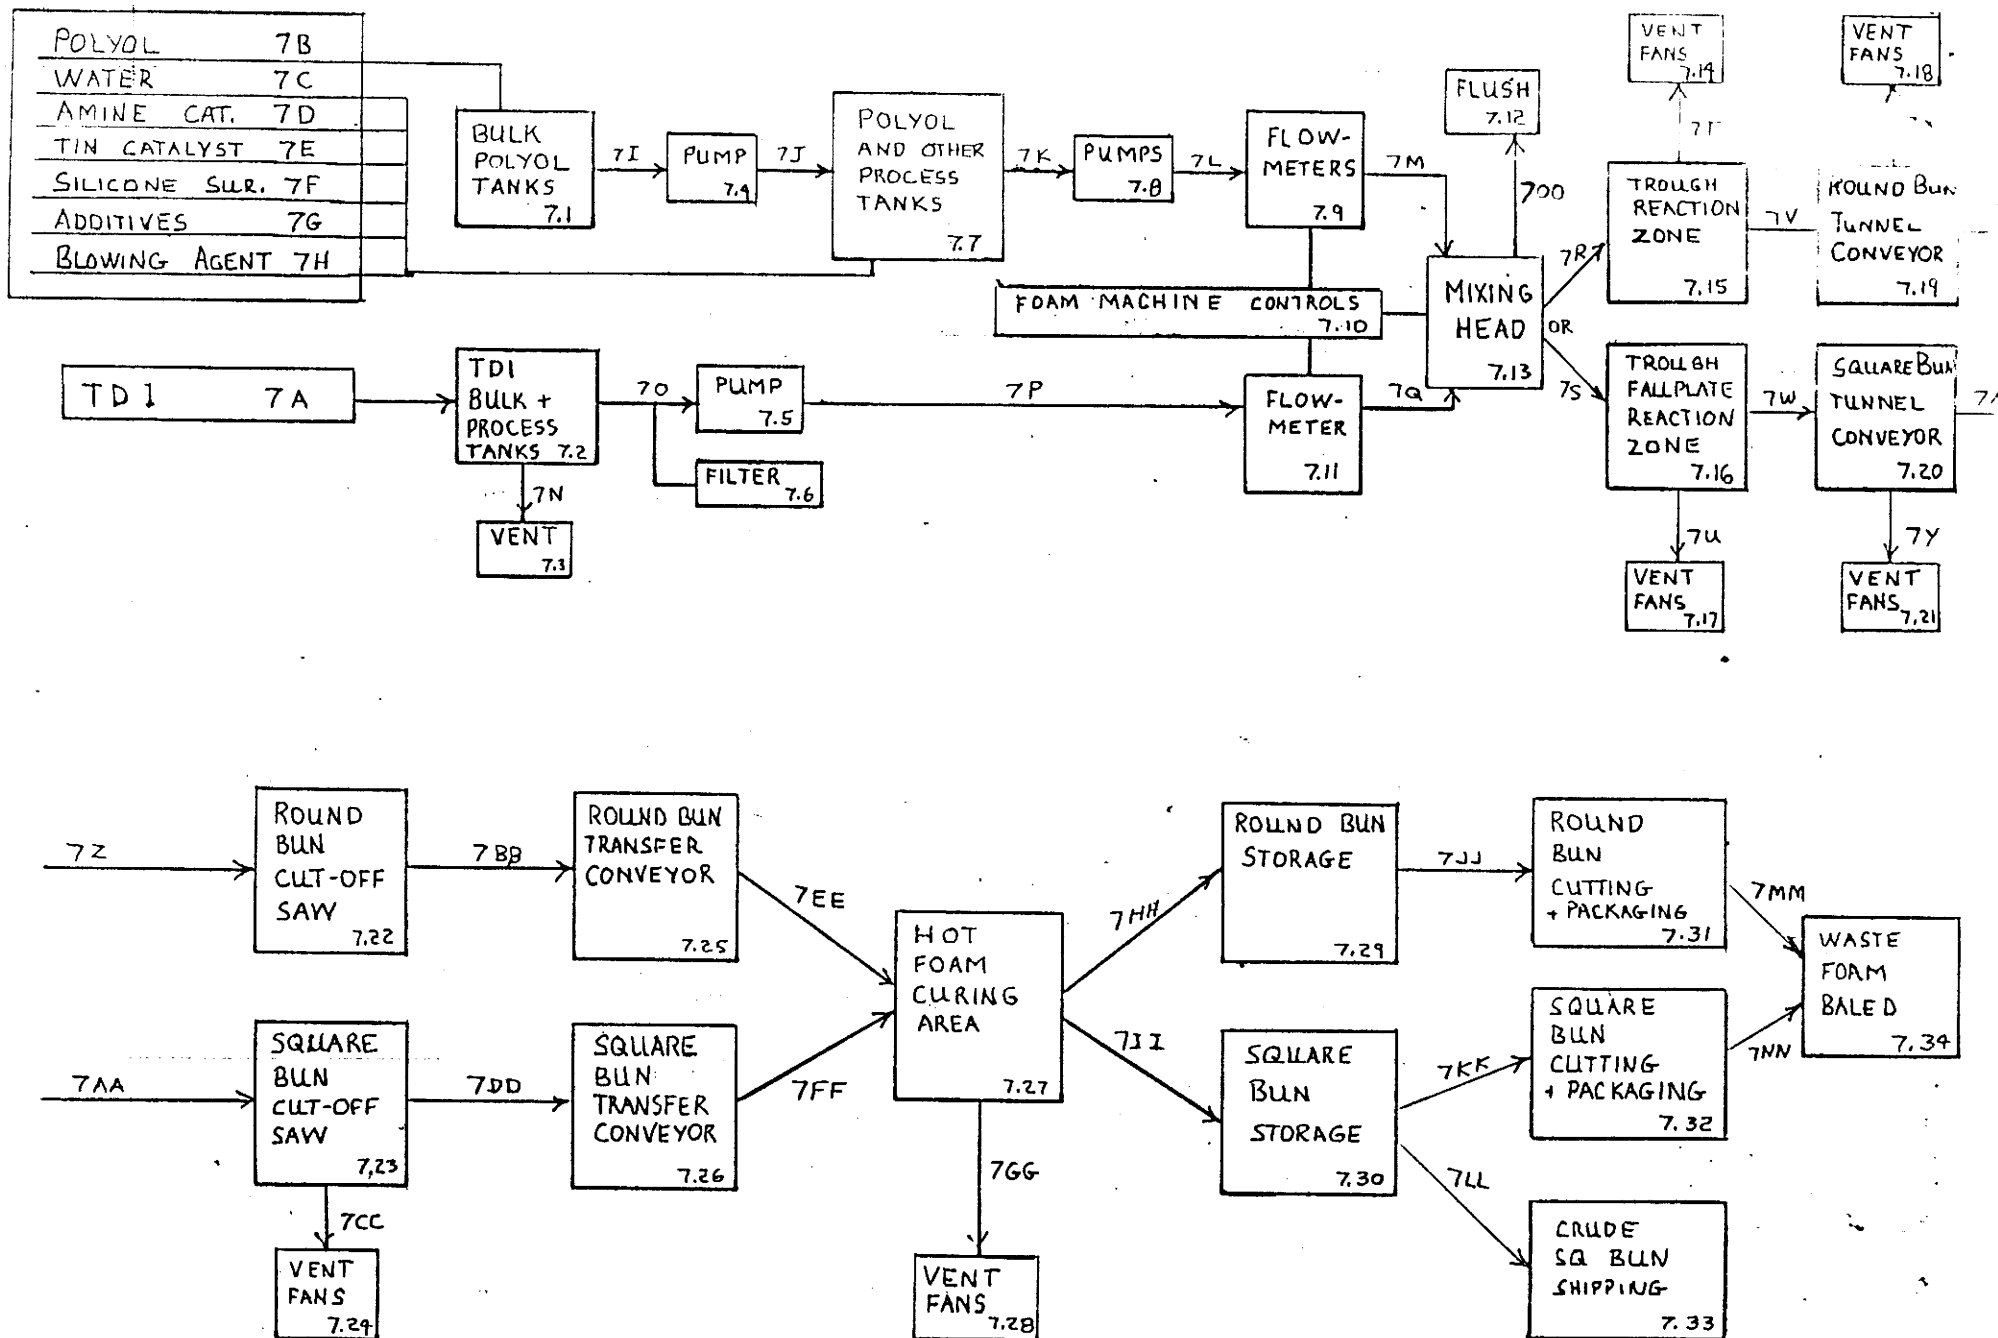 POLYOL 7B
WATER 7C
AMINE CAT. 7D
TIN CATALYST 7E
SILICONE SUR. 7F
ADDITIVES 7G
BLOWING AGENT 7H
BULK
POLYOL
TANKS
7.1
7I
PUMP
7.4
7J
POLYOL
AND OTHER
PROCESS
TANKS
7.7
7K
PUMPS
7.8
7L
FLOW-
METERS
7.9
7M
FLUSH
7.12
7OO
VENT
FANS
7.14
7T
VENT
FANS
7.18
TROUGH
REACTION
ZONE
7.15
7V
ROUND BUN
TUNNEL
CONVEYOR
7.19
FOAM MACHINE CONTROLS
7.10
MIXING
HEAD
7.13
7R
OR
7S
TDI 7A
TDI
BULK +
PROCESS
TANKS 7.2
7O
PUMP
7.5
7P
FLOW-
METER
7.11
7Q
FILTER
7.6
7N
VENT
7.3
TROUGH
FALLPLATE
REACTION
ZONE
7.16
7W
SQUARE BUN
TUNNEL
CONVEYOR
7.20
7U
7Y
VENT
FANS
7.17
VENT
FANS
7.21
7Z
ROUND
BUN
CUT-OFF
SAW
7.22
7BB
ROUND BUN
TRANSFER
CONVEYOR
7.25
7EE
7AA
SQUARE
BUN
CUT-OFF
SAW
7,23
7DD
SQUARE
BUN
TRANSFER
CONVEYOR
7.26
7FF
7CC
VENT
FANS
7.24
HOT
FOAM
CURING
AREA
7.27
7GG
VENT
FANS
7.28
7HH
ROUND BUN
STORAGE
7.29
7JJ
ROUND
BUN
CUTTING
+ PACKAGING
7.31
7MM
7II
SQUARE
BUN
STORAGE
7.30
7KK
SQUARE
BUN
CUTTING
+ PACKAGING
7.32
7NN
WASTE
FOAM
BALED
7.34
7LL
CRUDE
SQ BUN
SHIPPING
7.33